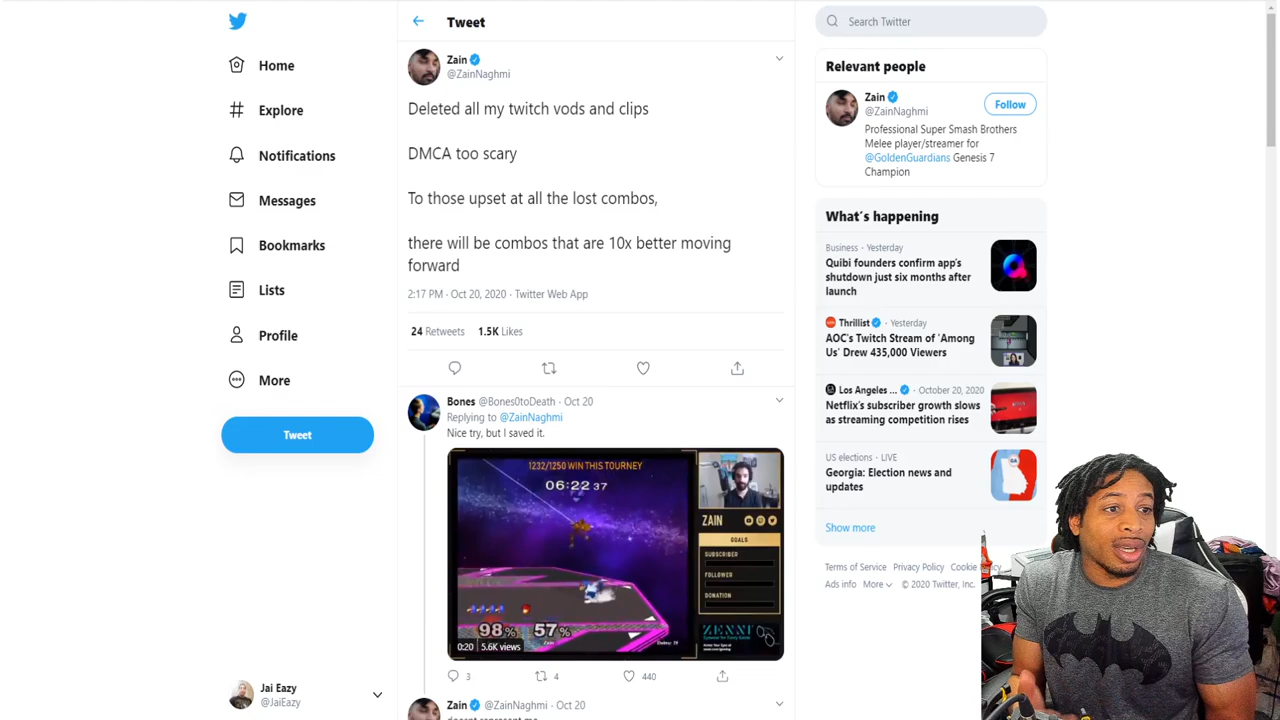 Home
Explore
Notifications
Messages
Bookmarks
Lists
Profile
More
Tweet
Jai Eazy
@JaiEazy
Tweet
Zain
@ZainNaghmi
Deleted all my twitch vods and clips
DMCA too scary
To those upset at all the lost combos,
there will be combos that are 10x better moving
forward
2:17 PM · Oct 20, 2020 · Twitter Web App
24 Retweets 1.5K Likes
Bones @Bones0toDeath · Oct 20
Replying to @ZainNaghmi
Nice try, but I saved it.
1232/1250 WIN THIS TOURNEY
06:22 37
98% 57%
0:20 5.6K views
ZAIN
GOALS
SUBSCRIBER
FOLLOWER
DONATION
ZENNI
3 4 440
Zain @ZainNaghmi · Oct 20
Search Twitter
Relevant people
Zain
@ZainNaghmi
Follow
Professional Super Smash Brothers
Melee player/streamer for
@GoldenGuardians Genesis 7
Champion
What's happening
Business · Yesterday
Quibi founders confirm app's
shutdown just six months after
launch
Thrillist · Yesterday
AOC's Twitch Stream of 'Among
Us' Drew 435,000 Viewers
Los Angeles ... · October 20, 2020
Netflix's subscriber growth slows
as streaming competition rises
US elections · LIVE
Georgia: Election news and
updates
Show more
Terms of Service Privacy Policy Cookie
Ads info More © 2020 Twitter, Inc.